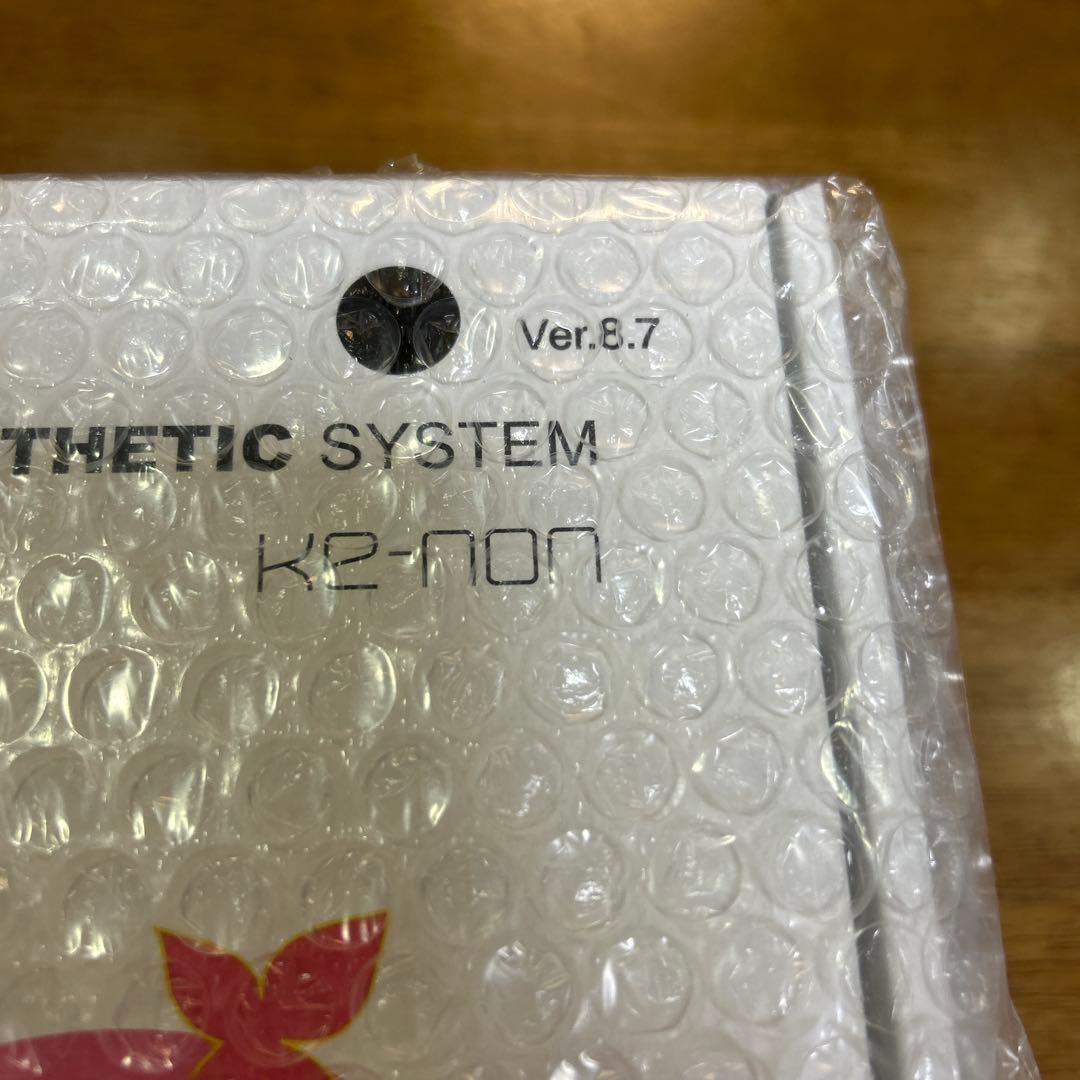 Ver.8.7
THETIC SYSTEM
ke-non